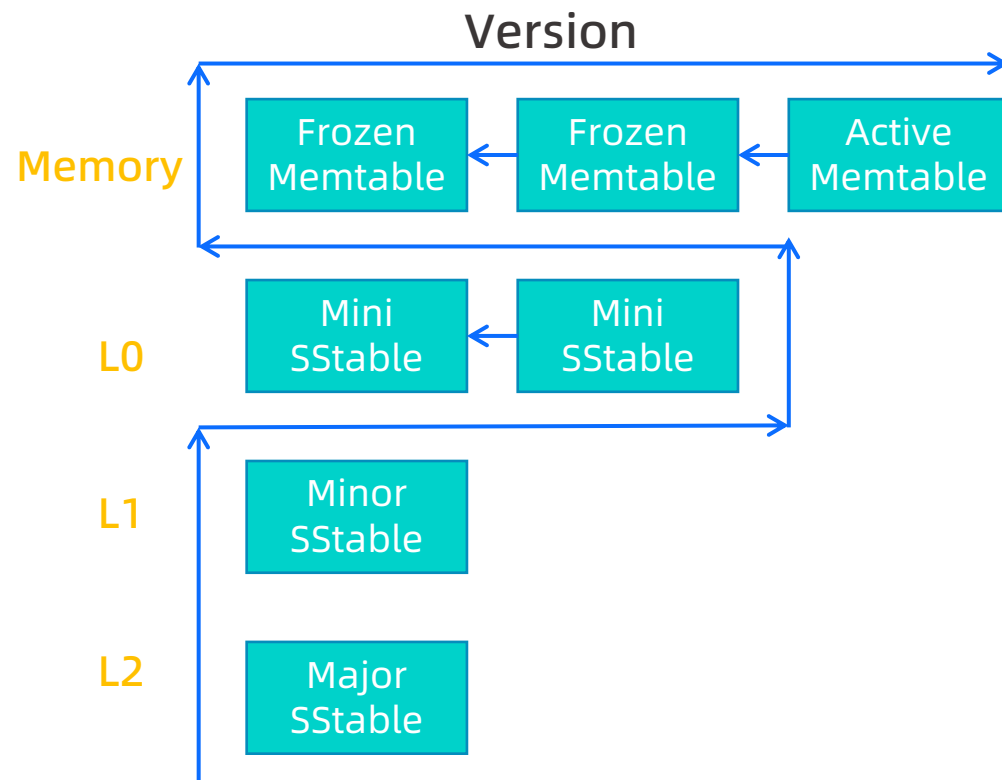 Version
Memory
Frozen
Memtable
Frozen
Memtable
Active
Memtable
L0
Mini
SStable
Mini
SStable
L1
Minor
SStable
L2
Major
SStable